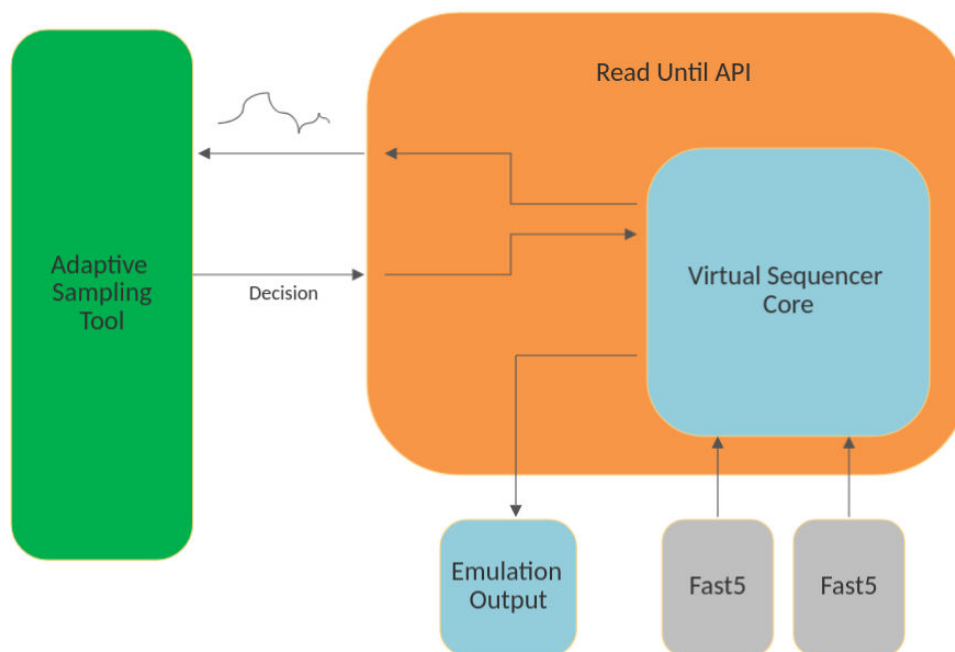 Read Until API
Adaptive
Sampling
Tool
Decision
Virtual Sequencer
Core
Emulation
Output
Fast5
Fast5